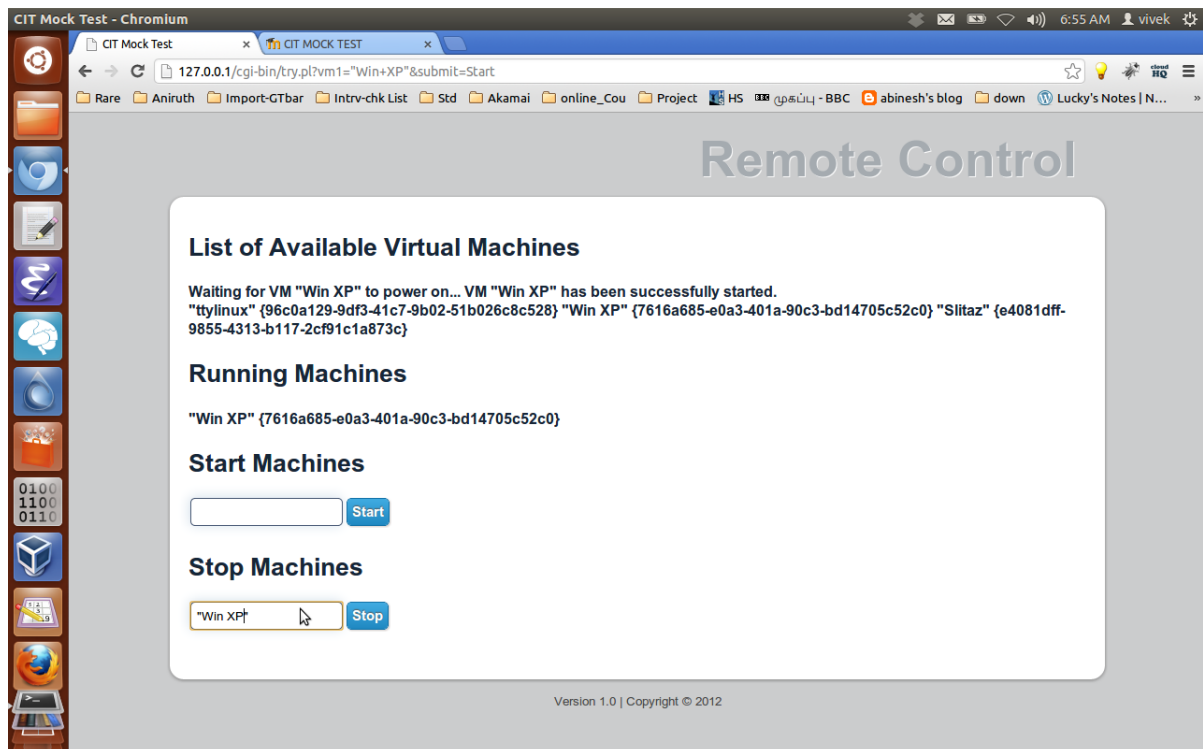 CIT Mock Test - Chromium
6:55 AM vivek
CIT Mock Test x
CIT MOCK TEST x
127.0.0.1/cgi-bin/try.pl?vm1="Win+XP"&submit=Start
cloud HQ
Rare Aniruth Import-GTbar Intrv-chk List Std Akamai online_Cou Project HS முகப்பு - BBC abinesh's blog down Lucky's Notes | N... »
Remote Control
List of Available Virtual Machines
Waiting for VM "Win XP" to power on... VM "Win XP" has been successfully started.
"ttylinux" {96c0a129-9df3-41c7-9b02-51b026c8c528} "Win XP" {7616a685-e0a3-401a-90c3-bd14705c52c0} "Slitaz" {e4081dff-
9855-4313-b117-2cf91c1a873c}
Running Machines
"Win XP" {7616a685-e0a3-401a-90c3-bd14705c52c0}
Start Machines
Start
0100
1100
0110
Stop Machines
"Win XP" Stop
Version 1.0 | Copyright © 2012